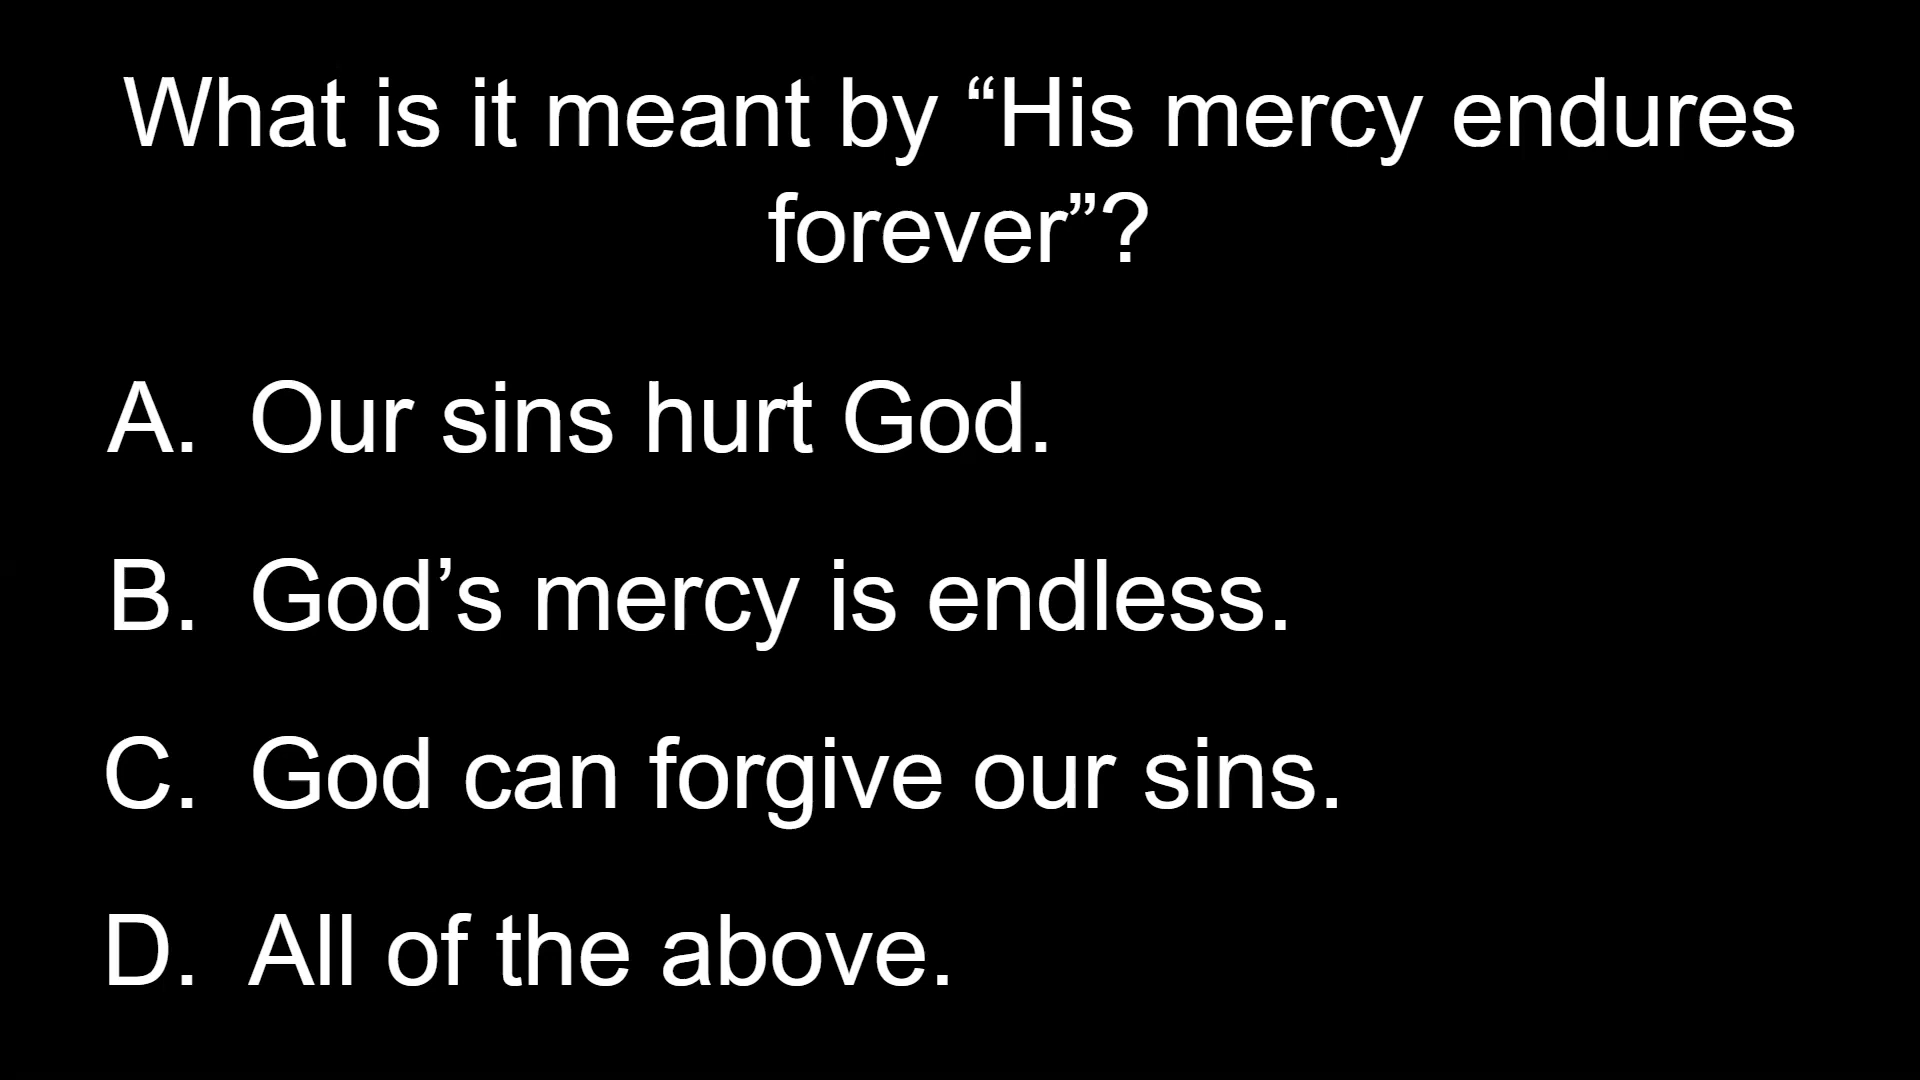 What is it meant by “His mercy endures
forever”?
A. Our sins hurt God.
B. God’s mercy is endless.
C. God can forgive our sins.
D. All of the above.